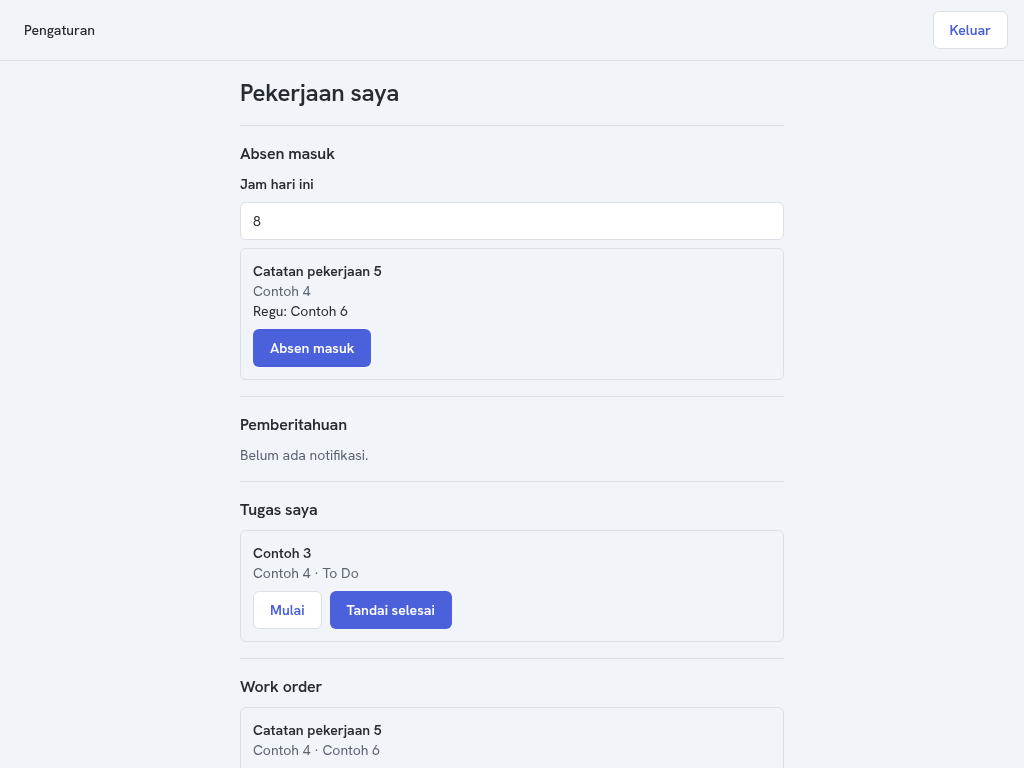 Pengaturan
Keluar
Pekerjaan saya
Absen masuk
Jam hari ini
8
Catatan pekerjaan 5
Contoh 4
Regu: Contoh 6
Absen masuk
Pemberitahuan
Belum ada notifikasi.
Tugas saya
Contoh 3
Contoh 4 · To Do
Mulai
Tandai selesai
Work order
Catatan pekerjaan 5
Contoh 4 · Contoh 6